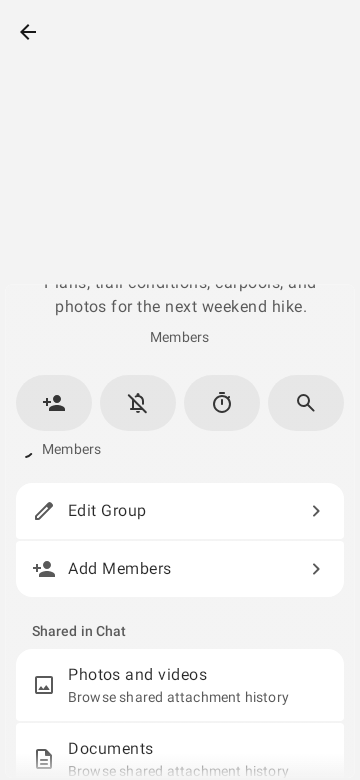 Plans, trail conditions, carpools, and
photos for the next weekend hike.
Members
Members
Edit Group
Add Members
Shared in Chat
Photos and videos
Browse shared attachment history
Documents
Browse shared attachment history